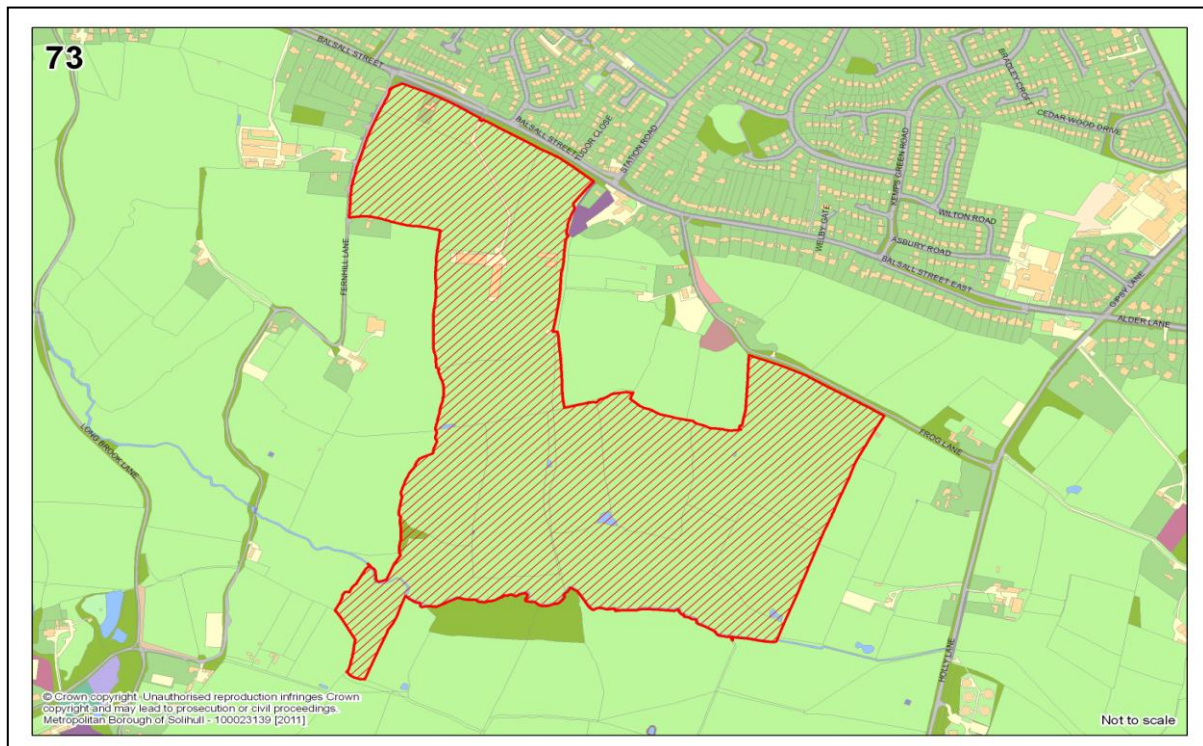 73
BALSALL STREET
BALSALL STREET
TUDOR CLOSE
STATION ROAD
BRADLEY CROFT
CEDAR WOOD DRIVE
KEMPS GREEN ROAD
WELBY GATE
WILTON ROAD
ASBURY ROAD
BALSALL STREET EAST
GIPSY LANE
ALDER LANE
FERNHILL LANE
LONG BROOK LANE
FROG LANE
HOLLY LANE
© Crown copyright. Unauthorised reproduction infringes Crown
copyright and may lead to prosecution or civil proceedings.
Metropolitan Borough of Solihull - 100023139 [2011]
Not to scale